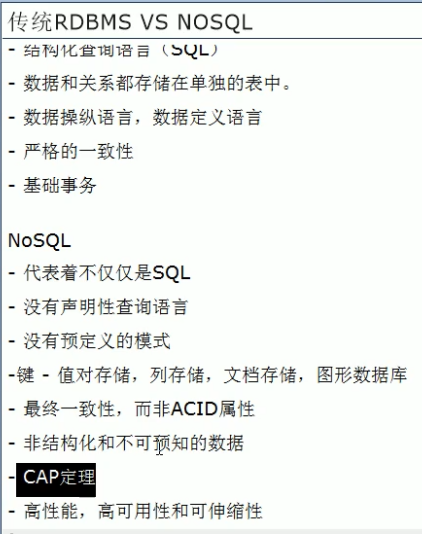 传统RDBMS VS NOSQL
- 结构化查询语言（SQL）
- 数据和关系都存储在单独的表中。
- 数据操纵语言，数据定义语言
- 严格的一致性
- 基础事务
NoSQL
- 代表着不仅仅是SQL
- 没有声明性查询语言
- 没有预定义的模式
-键 - 值对存储，列存储，文档存储，图形数据库
- 最终一致性，而非ACID属性
- 非结构化和不可预知的数据
- CAP定理
- 高性能，高可用性和可伸缩性